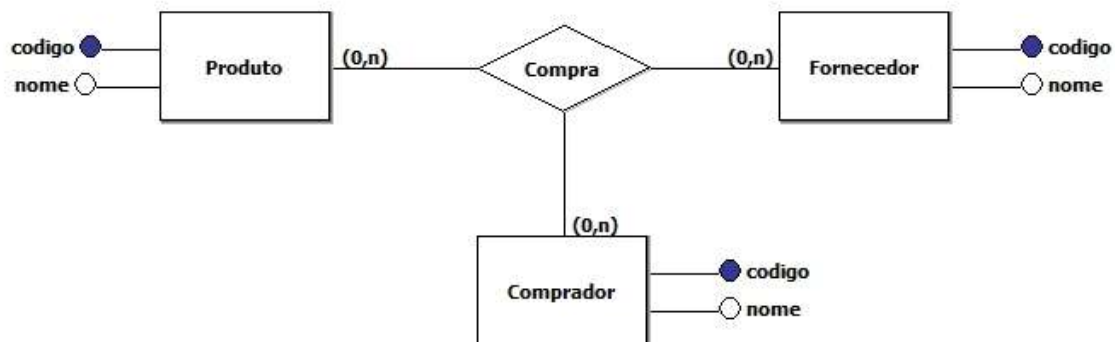 codigo
nome
Produto
(0,n)
Compra
(0,n)
Fornecedor
codigo
nome
(0,n)
Comprador
codigo
nome